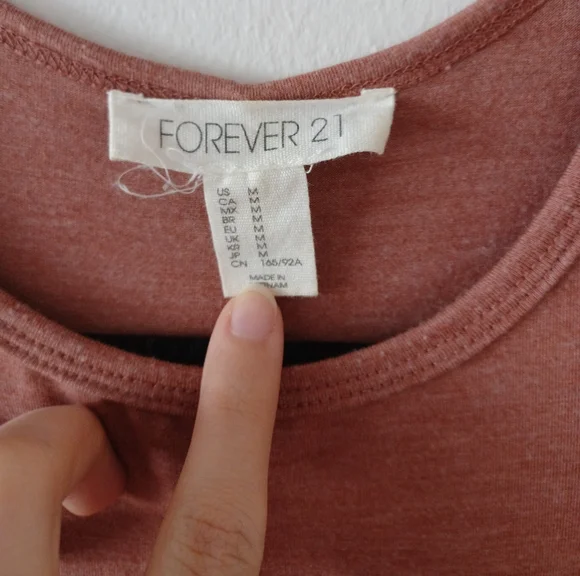 FOREVER 21
US M
CA M
MX M
BR M
EU M
UK M
KR M
JP M
CN 165/92A
MADE IN